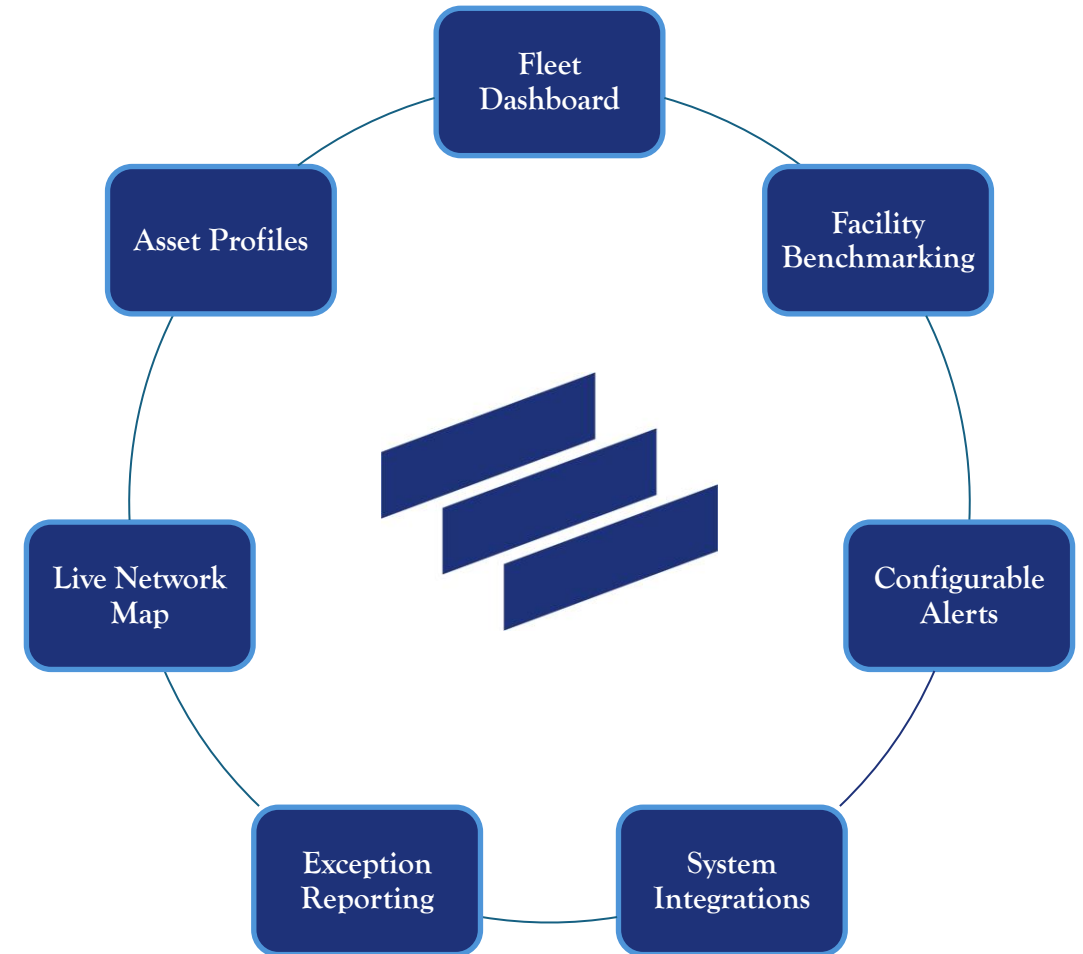 Fleet
Dashboard
Facility
Benchmarking
Configurable
Alerts
System
Integrations
Exception
Reporting
Live Network
Map
Asset Profiles